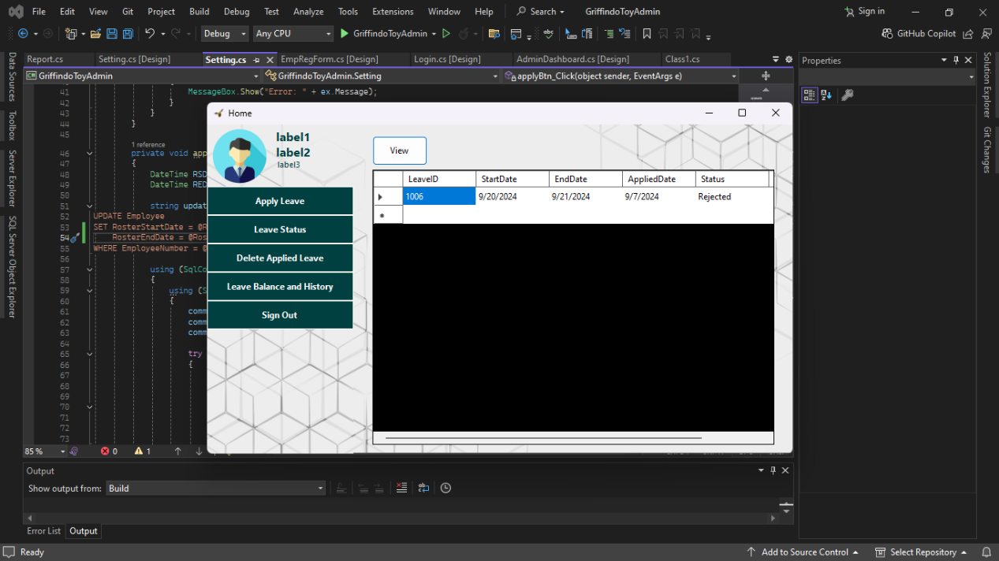 File Edit View Git Project Build Debug Test Analyze Tools Extensions Window Help Search GriffindoToyAdmin Sign in
Debug Any CPU GriffindoToyAdmin GitHub Copilot
Report.cs Setting.cs [Design] Setting.cs EmpRegForm.cs [Design] Login.cs [Design] AdminDashboard.cs [Design] Class1.cs
GriffindoToyAdmin GriffindoToyAdmin.Setting applyBtn_Click(object sender, EventArgs e)
Properties
Data Sources
Toolbox
Server Explorer
SQL Server Object Explorer
Solution Explorer
Git Changes
41 MessageBox.Show("Error: " + ex.Message);
42 }
43 }
44 }
45
1 reference
46 private void app
47 {
48 DateTime RSD
49 DateTime RED
50
51 string updat
52 UPDATE Employee
53 SET RosterStartDate = @R
54 RosterEndDate = @Ros
55 WHERE EmployeeNumber = @
56
57 using (SqlCo
58 {
59 using (S
60 {
61 comm
62 comm
63 comm
64
65 try
66 {
67
68
69
70
71
72
73
Home
label1
label2
label3
Apply Leave
Leave Status
Delete Applied Leave
Leave Balance and History
Sign Out
View
LeaveID StartDate EndDate AppliedDate Status
1006 9/20/2024 9/21/2024 9/7/2024 Rejected
85 % 0 1
Output
Show output from: Build
Error List Output
Ready Add to Source Control Select Repository